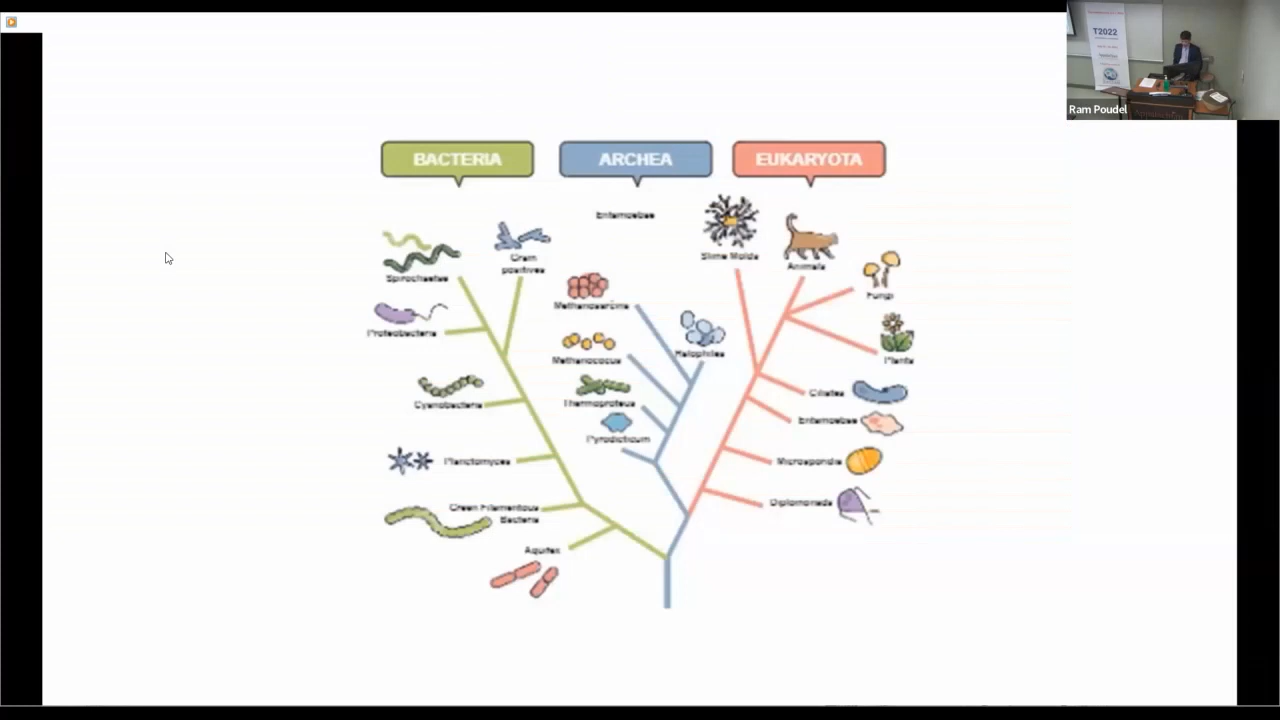 T2022
Ram Poudel
BACTERIA
ARCHEA
EUKARYOTA
Entamoebae
Slime Molds
Animals
Gram
positives
Spirochaetes
Fungi
Methanosarcina
Proteobacteria
Halophiles
Methanococcus
Plants
Ciliates
Thermoproteus
Cyanobacteria
Entamoebae
Pyrodicticum
Planctomyces
Microsporidia
Diplomonads
Green Filamentous
Bacteria
Aquifex